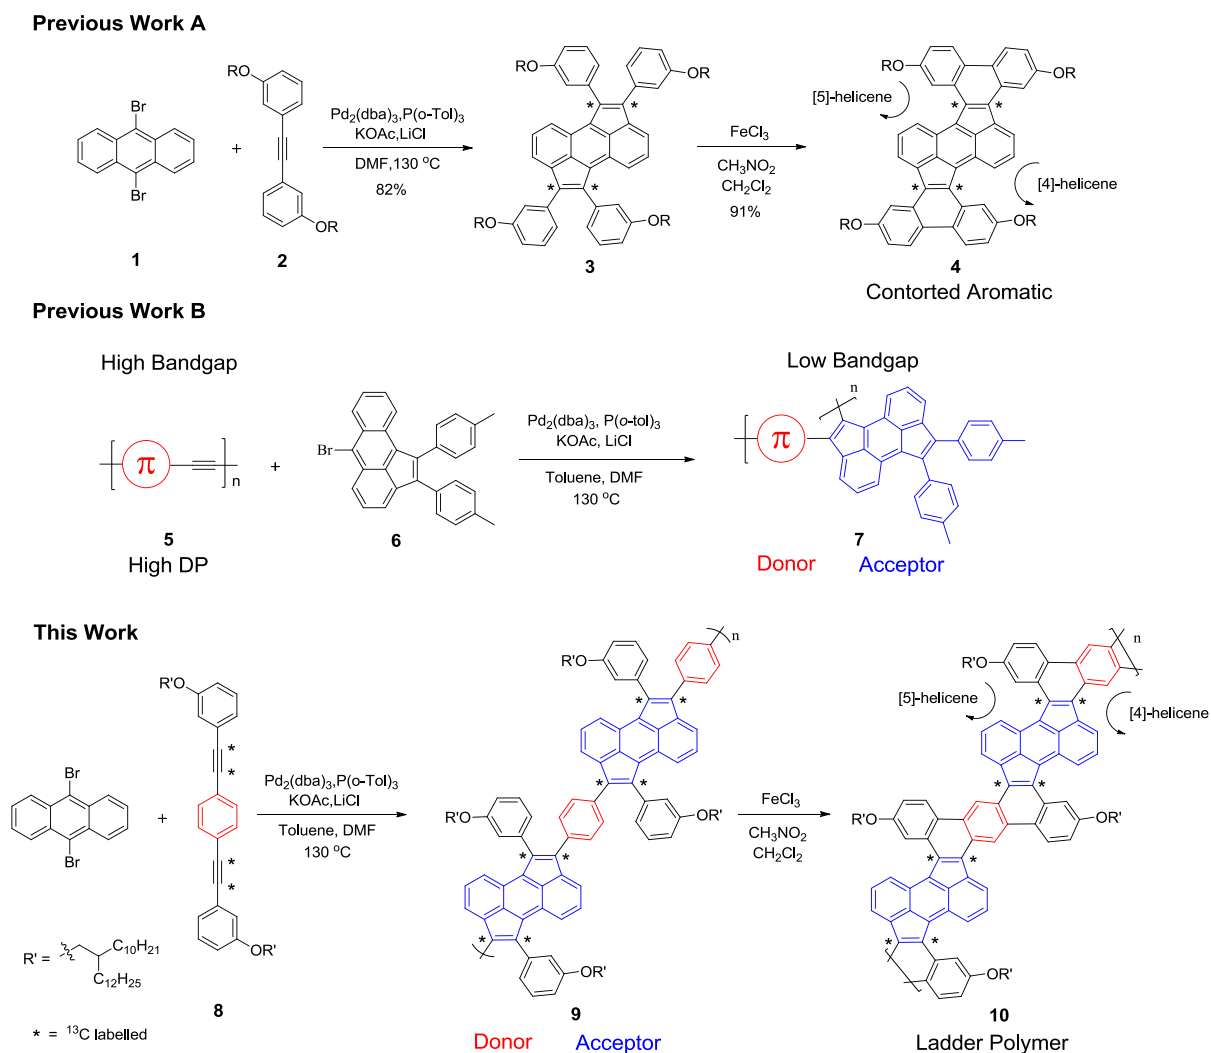 Previous Work A
Br
Br
1
+
RO
OR
2
Pd2(dba)3,P(o-Tol)3
KOAc,LiCl
DMF,130 °C
82%
RO
OR
*
*
*
*
RO
OR
3
FeCl3
CH3NO2
CH2Cl2
91%
[5]-helicene
RO
OR
*
*
*
*
[4]-helicene
RO
OR
4
Contorted Aromatic
Previous Work B
High Bandgap
π
n
5
High DP
+
Br
6
Pd2(dba)3, P(o-tol)3
KOAc, LiCl
Toluene, DMF
130 °C
Low Bandgap
n
π
7
Donor
Acceptor
This Work
Br
Br
+
R'O
*
*
*
*
OR'
8
R' =
C10H21
C12H25
* = 13C labelled
Pd2(dba)3,P(o-Tol)3
KOAc,LiCl
Toluene, DMF
130 °C
n
R'O
*
*
*
*
R'O
OR'
*
*
*
*
OR'
9
Donor
Acceptor
FeCl3
CH3NO2
CH2Cl2
n
R'O
[5]-helicene
[4]-helicene
*
*
*
*
R'O
OR'
*
*
*
*
OR'
10
Ladder Polymer